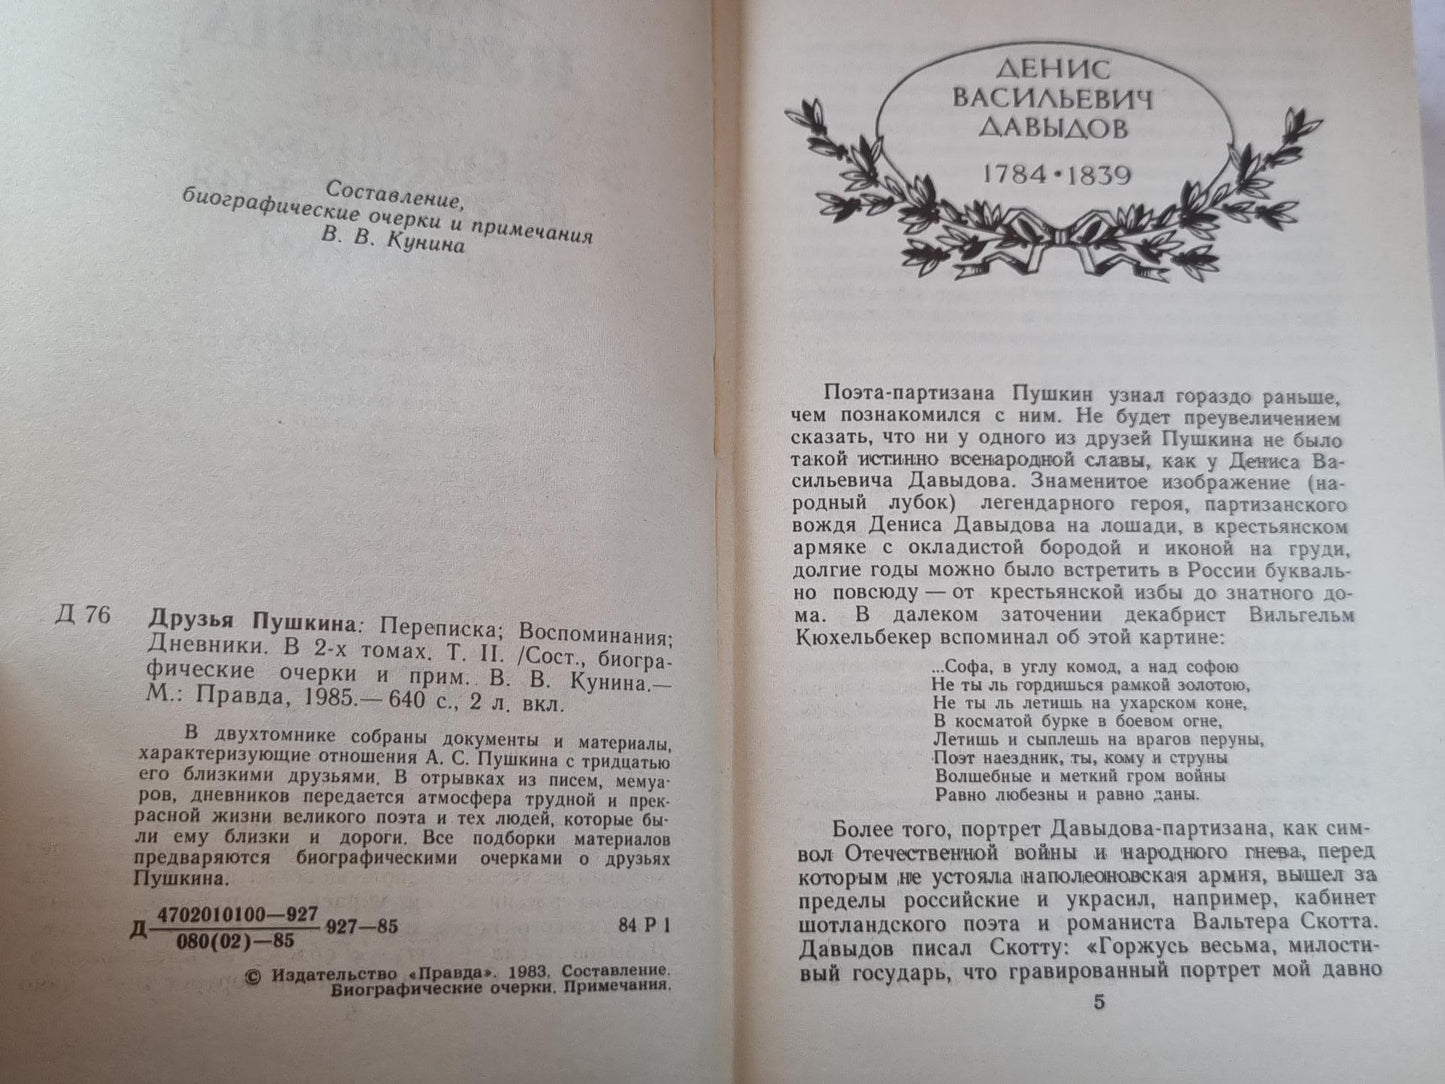 Составление,
биографические очерки и примечания
В. В. Кунина
Д 76
Друзья Пушкина: Переписка; Воспоминания;
Дневники. В 2-х томах. Т. II. /Сост., биогра-
фические очерки и прим. В. В. Кунина.—
М.: Правда, 1985.— 640 с., 2 л. вкл.
В двухтомнике собраны документы и материалы,
характеризующие отношения А. С. Пушкина с тридцатью
его близкими друзьями. В отрывках из писем, мемуа-
ров, дневников передается атмосфера трудной и прек-
расной жизни великого поэта и тех людей, которые бы-
ли ему близки и дороги. Все подборки материалов
предваряются биографическими очерками о друзьях
Пушкина.
Д 4702010100—927
080(02)—85
927—85
84 Р 1
© Издательство «Правда». 1983. Составление.
Биографические очерки. Примечания.
ДЕНИС
ВАСИЛЬЕВИЧ
ДАВЫДОВ
1784 • 1839
Поэта-партизана Пушкин узнал гораздо раньше,
чем познакомился с ним. Не будет преувеличением
сказать, что ни у одного из друзей Пушкина не было
такой истинно всенародной славы, как у Дениса Ва-
сильевича Давыдова. Знаменитое изображение (на-
родный лубок) легендарного героя, партизанского
вождя Дениса Давыдова на лошади, в крестьянском
армяке с окладистой бородой и иконой на груди,
долгие годы можно было встретить в России букваль-
но повсюду — от крестьянской избы до знатного до-
ма. В далеком заточении декабрист Вильгельм
Кюхельбекер вспоминал об этой картине:
...Софа, в углу комод, а над софою
Не ты ль гордишься рамкой золотою,
Не ты ль летишь на ухарском коне,
В косматой бурке в боевом огне,
Летишь и сыплешь на врагов перуны,
Поэт наездник, ты, кому и струны
Волшебные и меткий гром войны
Равно любезны и равно даны.
Более того, портрет Давыдова-партизана, как сим-
вол Отечественной войны и народного гнева, перед
которым не устояла наполеоновская армия, вышел за
пределы российские и украсил, например, кабинет
шотландского поэта и романиста Вальтера Скотта.
Давыдов писал Скотту: «Горжусь весьма, милости-
вый государь, что гравированный портрет мой давно
5